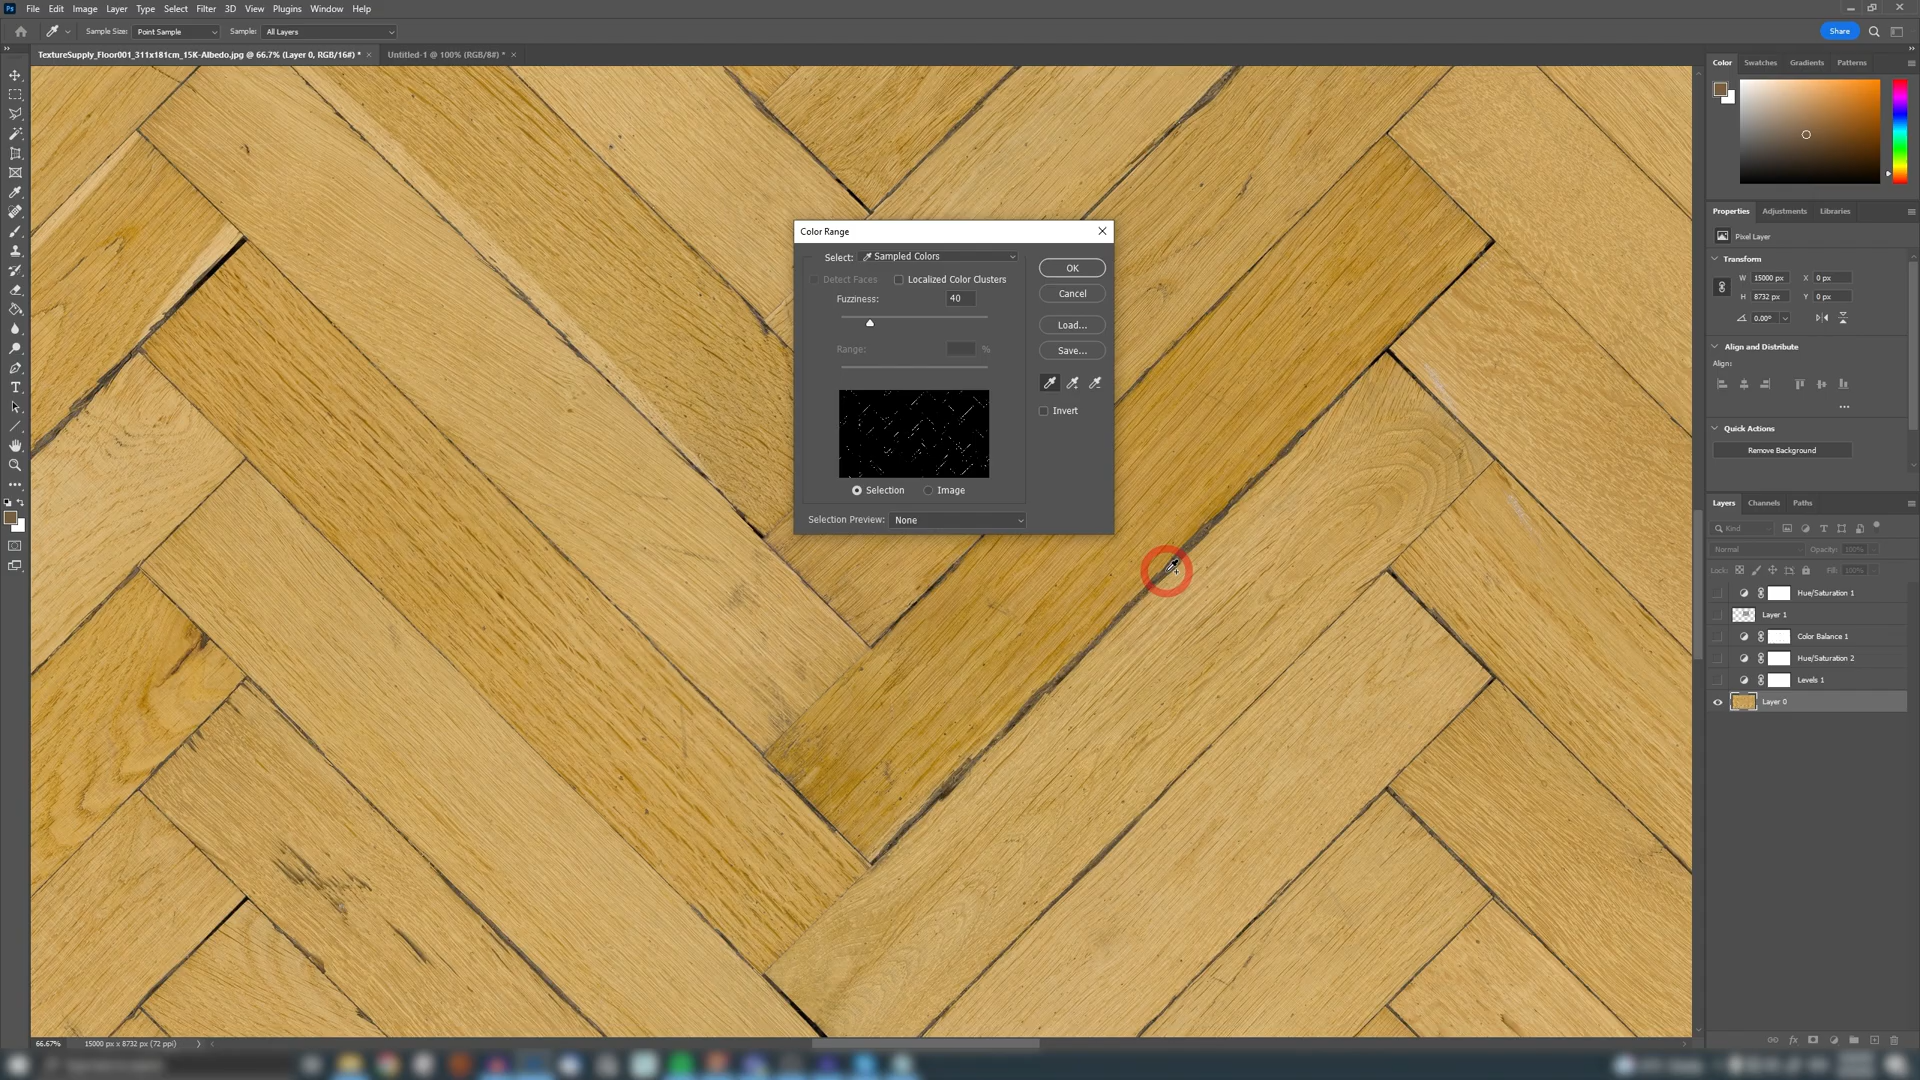 File Edit Image Layer Type Select Filter 3D View Plugins Window Help
Sample Size: Point Sample Sample: All Layers Share
TextureSupply_Floor001_311x181cm_15K-Albedo.jpg @ 66.7% (Layer 0, RGB/16#) * × Untitled-1 @ 100% (RGB/8#) * ×
Color Swatches Gradients Patterns
Properties Adjustments Libraries
Pixel Layer
Transform
W 15000 px X 0 px
H 8732 px Y 0 px
0.00°
Align and Distribute
Align:
Quick Actions
Remove Background
Layers Channels Paths
Kind
Normal Opacity: 100%
Lock: Fill: 100%
Hue/Saturation 1
Layer 1
Color Balance 1
Hue/Saturation 2
Levels 1
Layer 0
Color Range
Select: Sampled Colors
Detect Faces Localized Color Clusters
Fuzziness: 40
Range: %
Selection Image
Selection Preview: None
OK
Cancel
Load...
Save...
Invert
66.67% 15000 px x 8732 px (72 ppi)